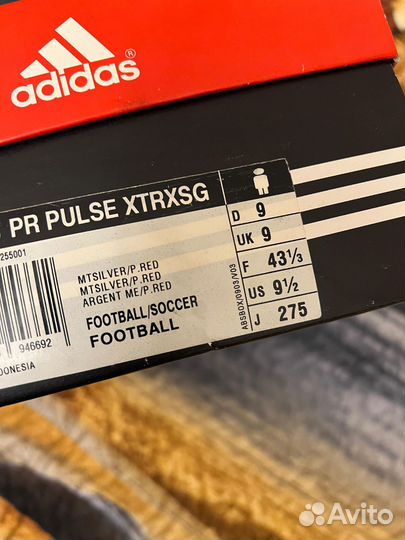 adidas®
PR PULSE XTRXSG
255001
MTSILVER/P.RED
MTSILVER/P.RED
ARGENT ME/P.RED
FOOTBALL/SOCCER
FOOTBALL
946692
DONESIA
D 9
UK 9
F 43⅓
US 9½
J 275
ABSBOX/0903/V03
Avito